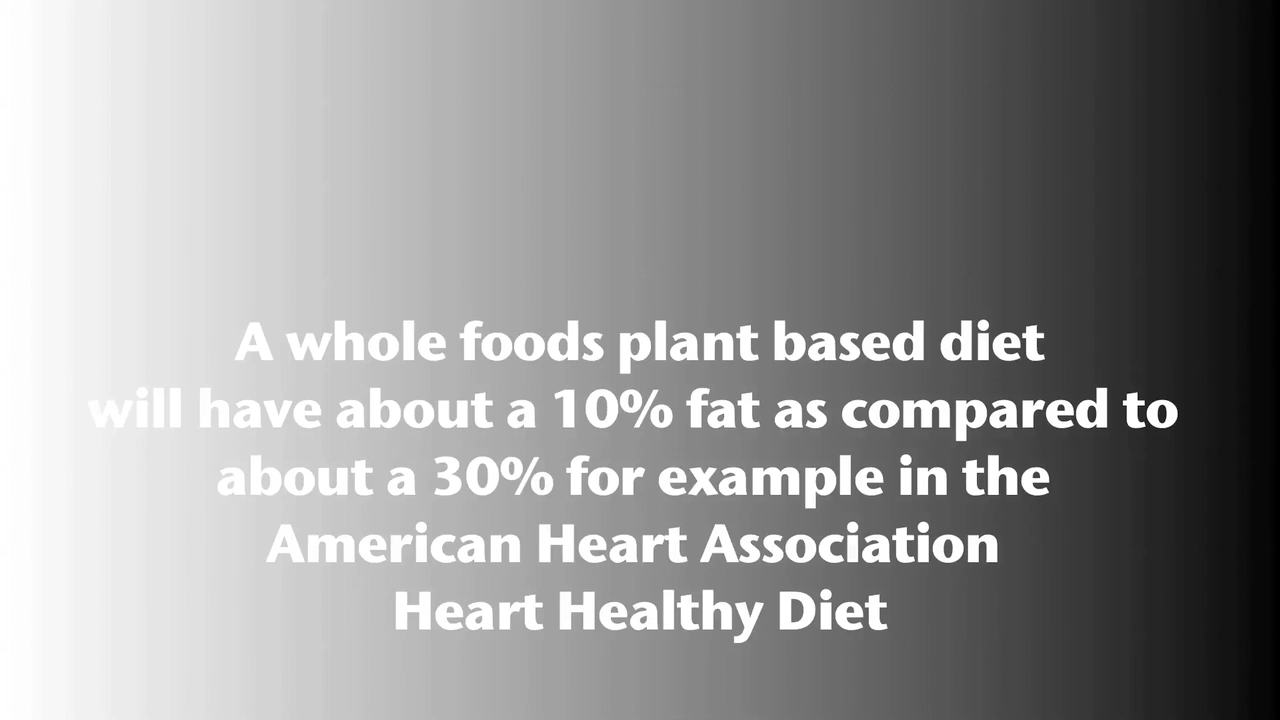 A whole foods plant based diet
will have about a 10% fat as compared to
about a 30% for example in the
American Heart Association
Heart Healthy Diet